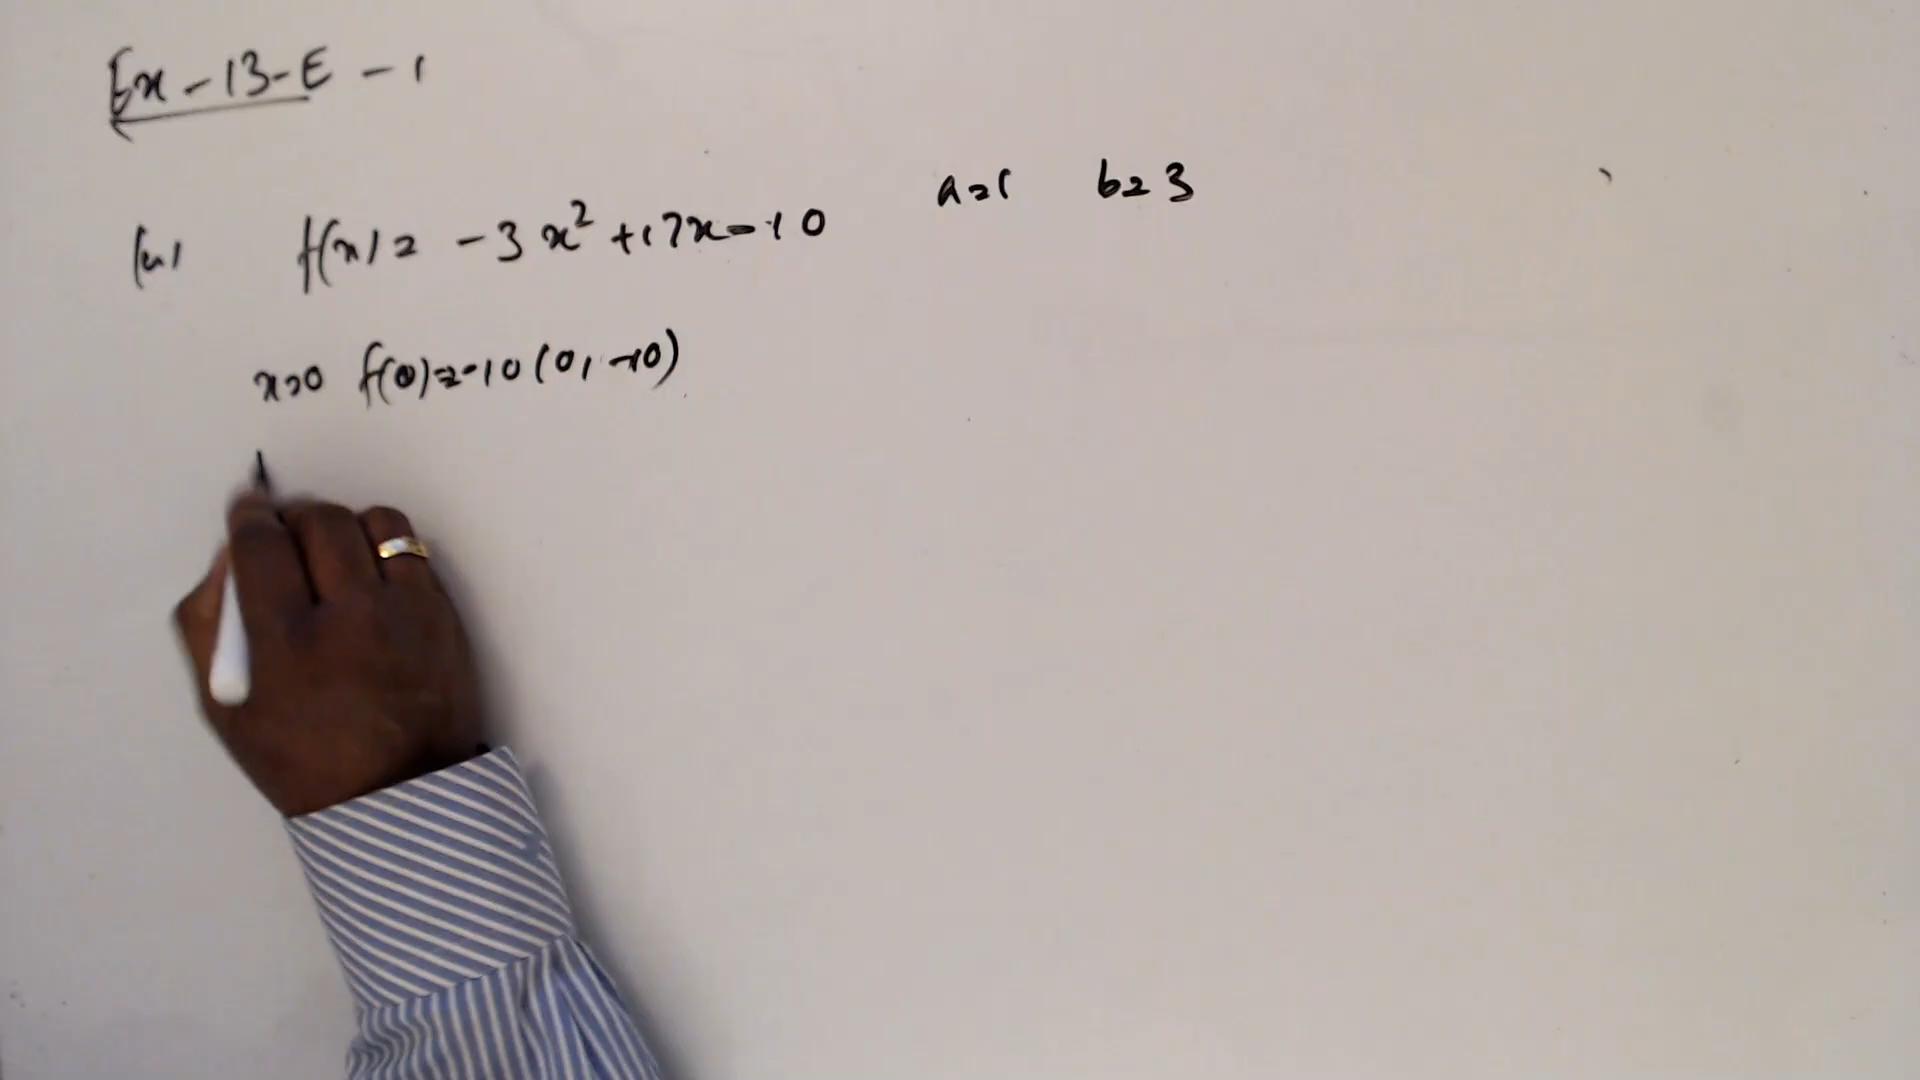 Ex-13-E - 1
a=1 b=3
(a) f(x) = -3x²+17x-10
x=0 f(0)=-10 (0, -10)